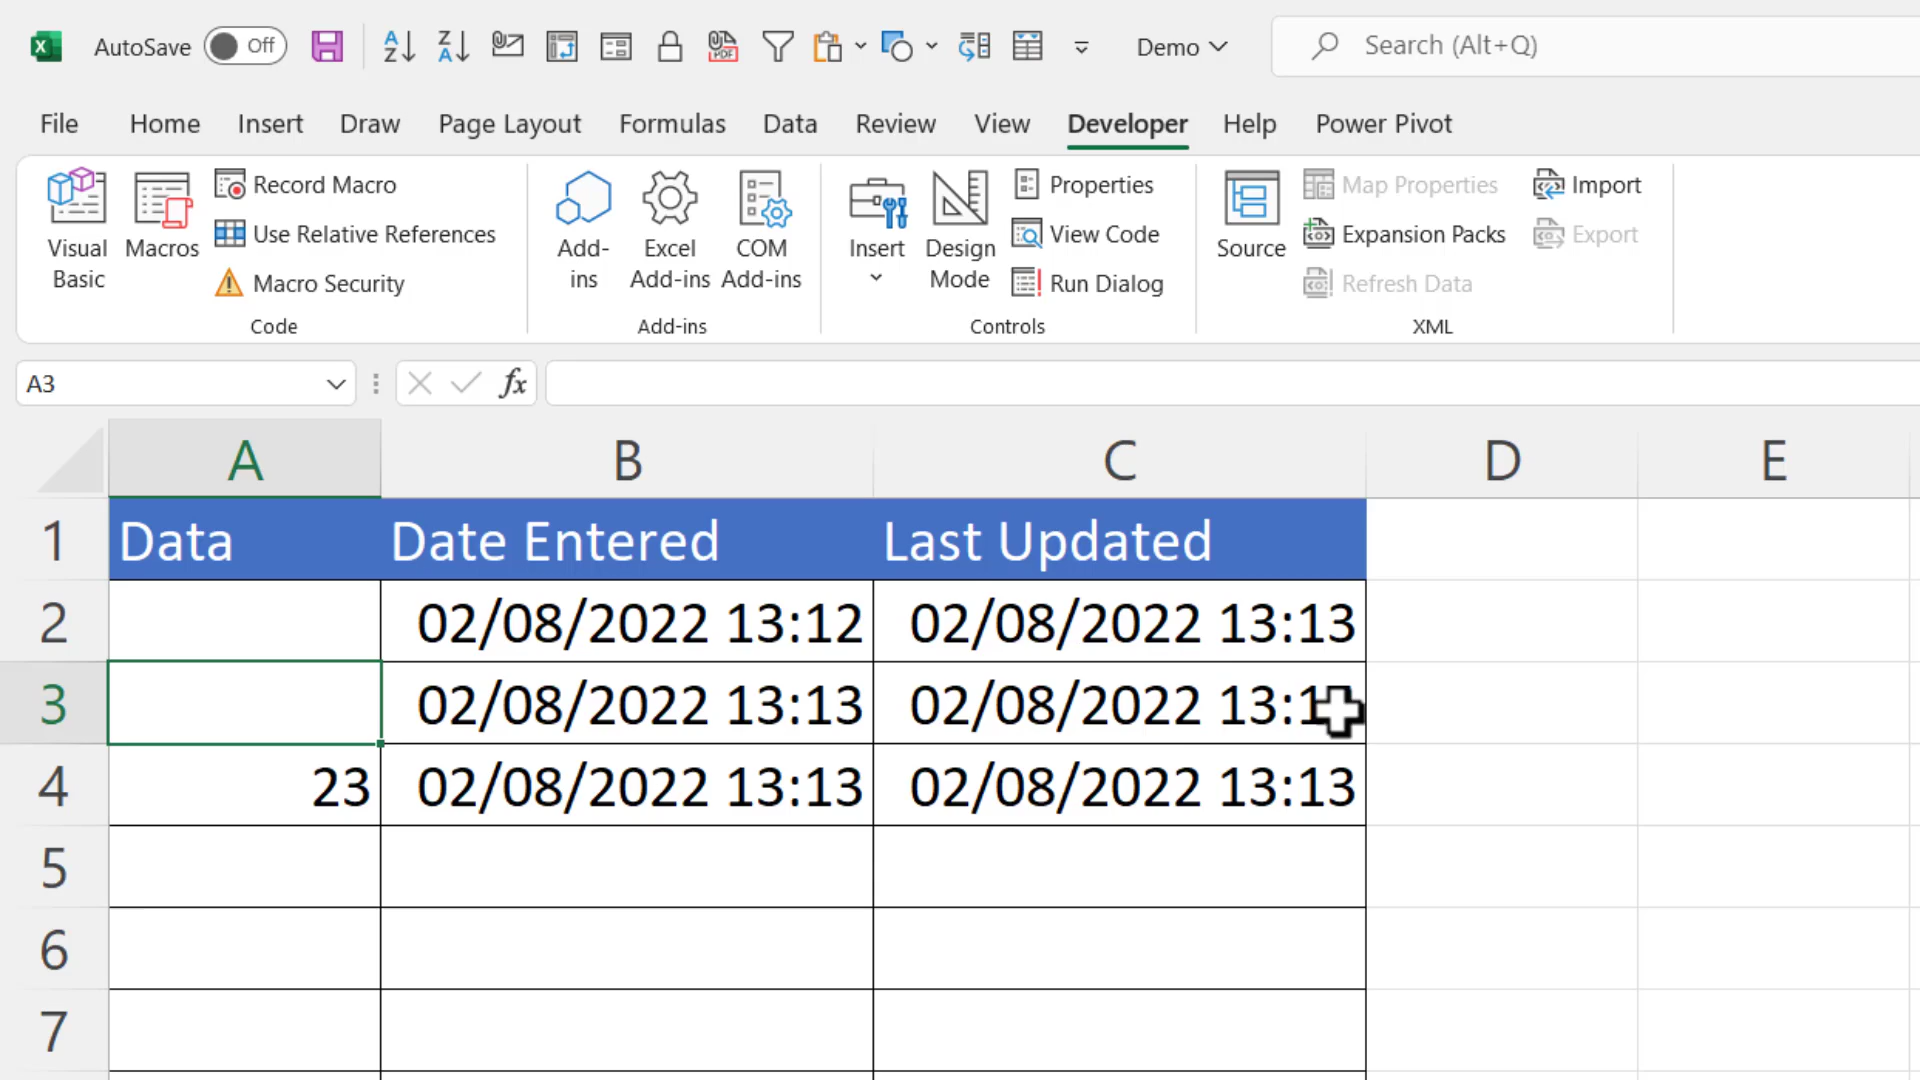 AutoSave Off Demo Search (Alt+Q)
File Home Insert Draw Page Layout Formulas Data Review View Developer Help Power Pivot
Visual Basic
Macros
Record Macro
Use Relative References
Macro Security
Code
Add-ins
Excel Add-ins
COM Add-ins
Add-ins
Insert
Design Mode
Properties
View Code
Run Dialog
Controls
Source
Map Properties
Expansion Packs
Refresh Data
Import
Export
XML
A3 fx
A B C D E
1 Data Date Entered Last Updated
2 02/08/2022 13:12 02/08/2022 13:13
3 02/08/2022 13:13 02/08/2022
4 23 02/08/2022 13:13 02/08/2022 13:13
5
6
7